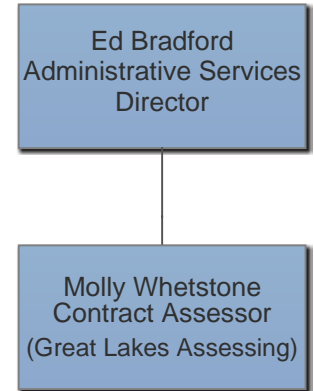 Ed Bradford
Administrative Services
Director
Molly Whetstone
Contract Assessor
(Great Lakes Assessing)